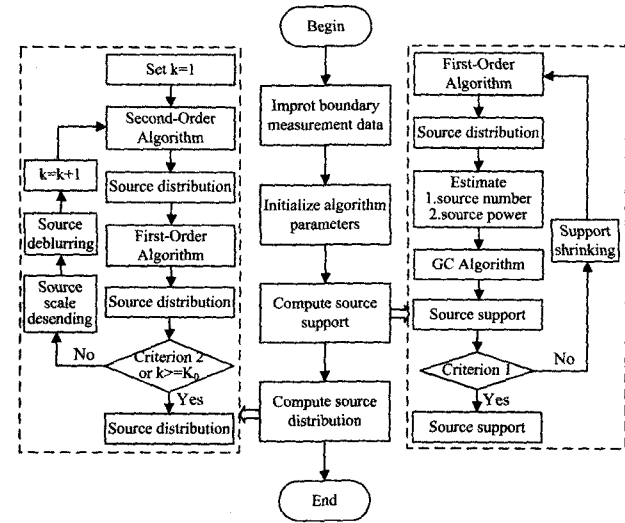 Begin
Improt boundary
measurement data
Initialize algorithm
parameters
Compute source
support
Compute source
distribution
End
Set k=1
Second-Order
Algorithm
Source distribution
First-Order
Algorithm
Source distribution
Criterion 2
or k>=K₀
No
Yes
Source distribution
k=k+1
Source
deblurring
Source
scale
desending
First-Order
Algorithm
Source distribution
Estimate
1.source number
2.source power
GC Algorithm
Source support
Criterion 1
No
Yes
Source support
Support
shrinking